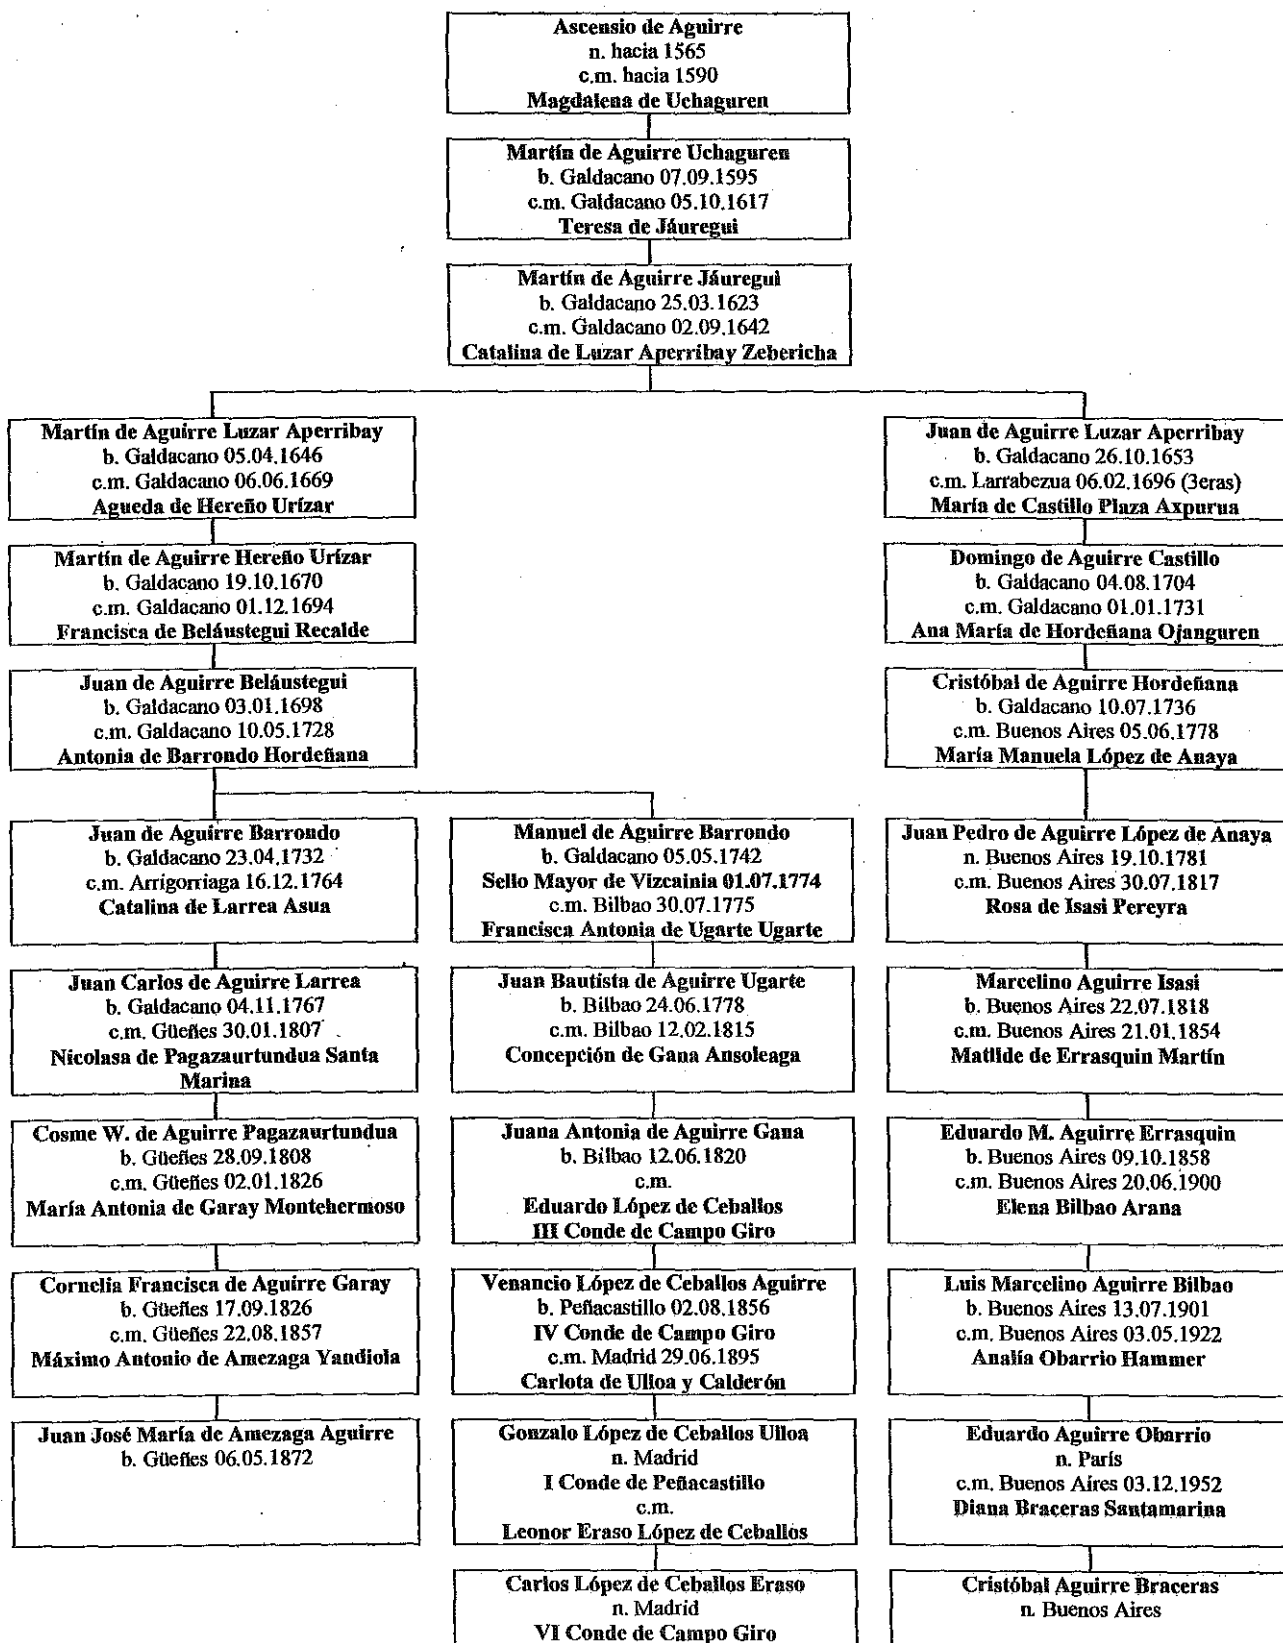 Ascensio de Aguirre
n. hacia 1565
c.m. hacia 1590
Magdalena de Uchaguren
Martín de Aguirre Uchaguren
b. Galdacano 07.09.1595
c.m. Galdacano 05.10.1617
Teresa de Jáuregui
Martín de Aguirre Jáuregui
b. Galdacano 25.03.1623
c.m. Galdacano 02.09.1642
Catalina de Luzar Aperribay Zebericha
Martín de Aguirre Luzar Aperribay
b. Galdacano 05.04.1646
c.m. Galdacano 06.06.1669
Agueda de Hereño Urízar
Martín de Aguirre Hereño Urízar
b. Galdacano 19.10.1670
c.m. Galdacano 01.12.1694
Francisca de Beláustegui Recalde
Juan de Aguirre Beláustegui
b. Galdacano 03.01.1698
c.m. Galdacano 10.05.1728
Antonia de Barrondo Hordeñana
Juan de Aguirre Barrondo
b. Galdacano 23.04.1732
c.m. Arrigorriaga 16.12.1764
Catalina de Larrea Asua
Juan Carlos de Aguirre Larrea
b. Galdacano 04.11.1767
c.m. Güeñes 30.01.1807
Nicolasa de Pagazaurtundua Santa
Marina
Cosme W. de Aguirre Pagazaurtundua
b. Güeñes 28.09.1808
c.m. Güeñes 02.01.1826
María Antonia de Garay Montehermoso
Cornelia Francisca de Aguirre Garay
b. Güeñes 17.09.1826
c.m. Güeñes 22.08.1857
Máximo Antonio de Amezaga Yandiola
Juan José María de Amezaga Aguirre
b. Güeñes 06.05.1872
Manuel de Aguirre Barrondo
b. Galdacano 05.05.1742
Sello Mayor de Vizcainia 01.07.1774
c.m. Bilbao 30.07.1775
Francisca Antonia de Ugarte Ugarte
Juan Bautista de Aguirre Ugarte
b. Bilbao 24.06.1778
c.m. Bilbao 12.02.1815
Concepción de Gana Ansoleaga
Juana Antonia de Aguirre Gana
b. Bilbao 12.06.1820
c.m.
Eduardo López de Ceballos
III Conde de Campo Giro
Venancio López de Ceballos Aguirre
b. Peñacastillo 02.08.1856
IV Conde de Campo Giro
c.m. Madrid 29.06.1895
Carlota de Ulloa y Calderón
Gonzalo López de Ceballos Ulloa
n. Madrid
I Conde de Peñacastillo
c.m.
Leonor Eraso López de Ceballos
Carlos López de Ceballos Eraso
n. Madrid
VI Conde de Campo Giro
Juan de Aguirre Luzar Aperribay
b. Galdacano 26.10.1653
c.m. Larrabezua 06.02.1696 (3eras)
María de Castillo Plaza Axpurua
Domingo de Aguirre Castillo
b. Galdacano 04.08.1704
c.m. Galdacano 01.01.1731
Ana María de Hordeñana Ojanguren
Cristóbal de Aguirre Hordeñana
b. Galdacano 10.07.1736
c.m. Buenos Aires 05.06.1778
María Manuela López de Anaya
Juan Pedro de Aguirre López de Anaya
n. Buenos Aires 19.10.1781
c.m. Buenos Aires 30.07.1817
Rosa de Isasi Pereyra
Marcelino Aguirre Isasi
b. Buenos Aires 22.07.1818
c.m. Buenos Aires 21.01.1854
Matilde de Errasquin Martín
Eduardo M. Aguirre Errasquin
b. Buenos Aires 09.10.1858
c.m. Buenos Aires 20.06.1900
Elena Bilbao Arana
Luis Marcelino Aguirre Bilbao
b. Buenos Aires 13.07.1901
c.m. Buenos Aires 03.05.1922
Analía Obarrio Hammer
Eduardo Aguirre Obarrio
n. París
c.m. Buenos Aires 03.12.1952
Diana Braceras Santamarina
Cristóbal Aguirre Braceras
n. Buenos Aires